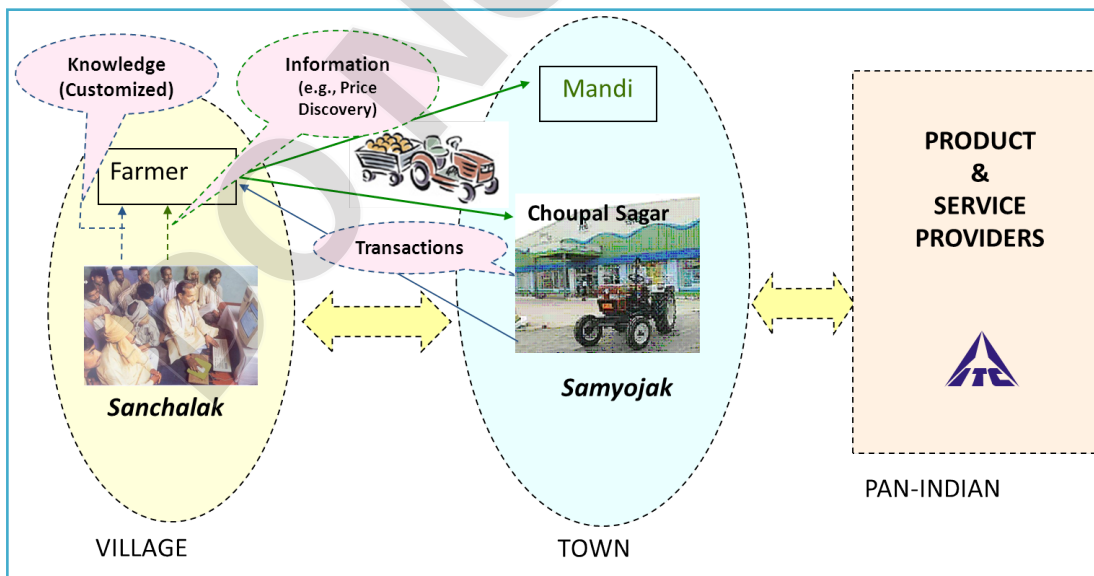 Knowledge
(Customized)
Information
(e.g., Price
Discovery)
Mandi
Farmer
Choupal Sagar
Transactions
Sanchalak
Samyojak
PRODUCT
&
SERVICE
PROVIDERS
ITC
PAN-INDIAN
VILLAGE
TOWN